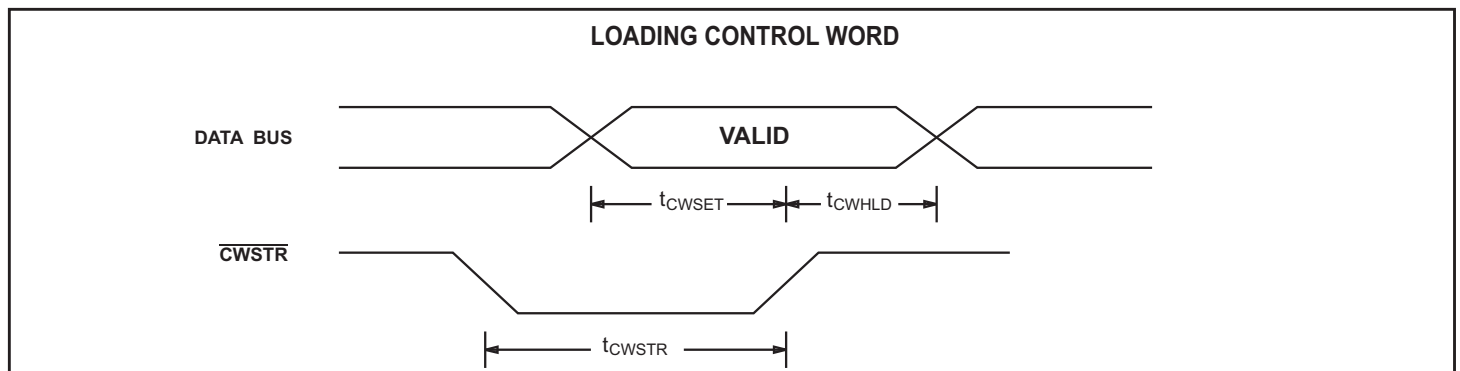 LOADING CONTROL WORD
DATA BUS
VALID
tCWSET
tCWHLD
CWSTR
tCWSTR